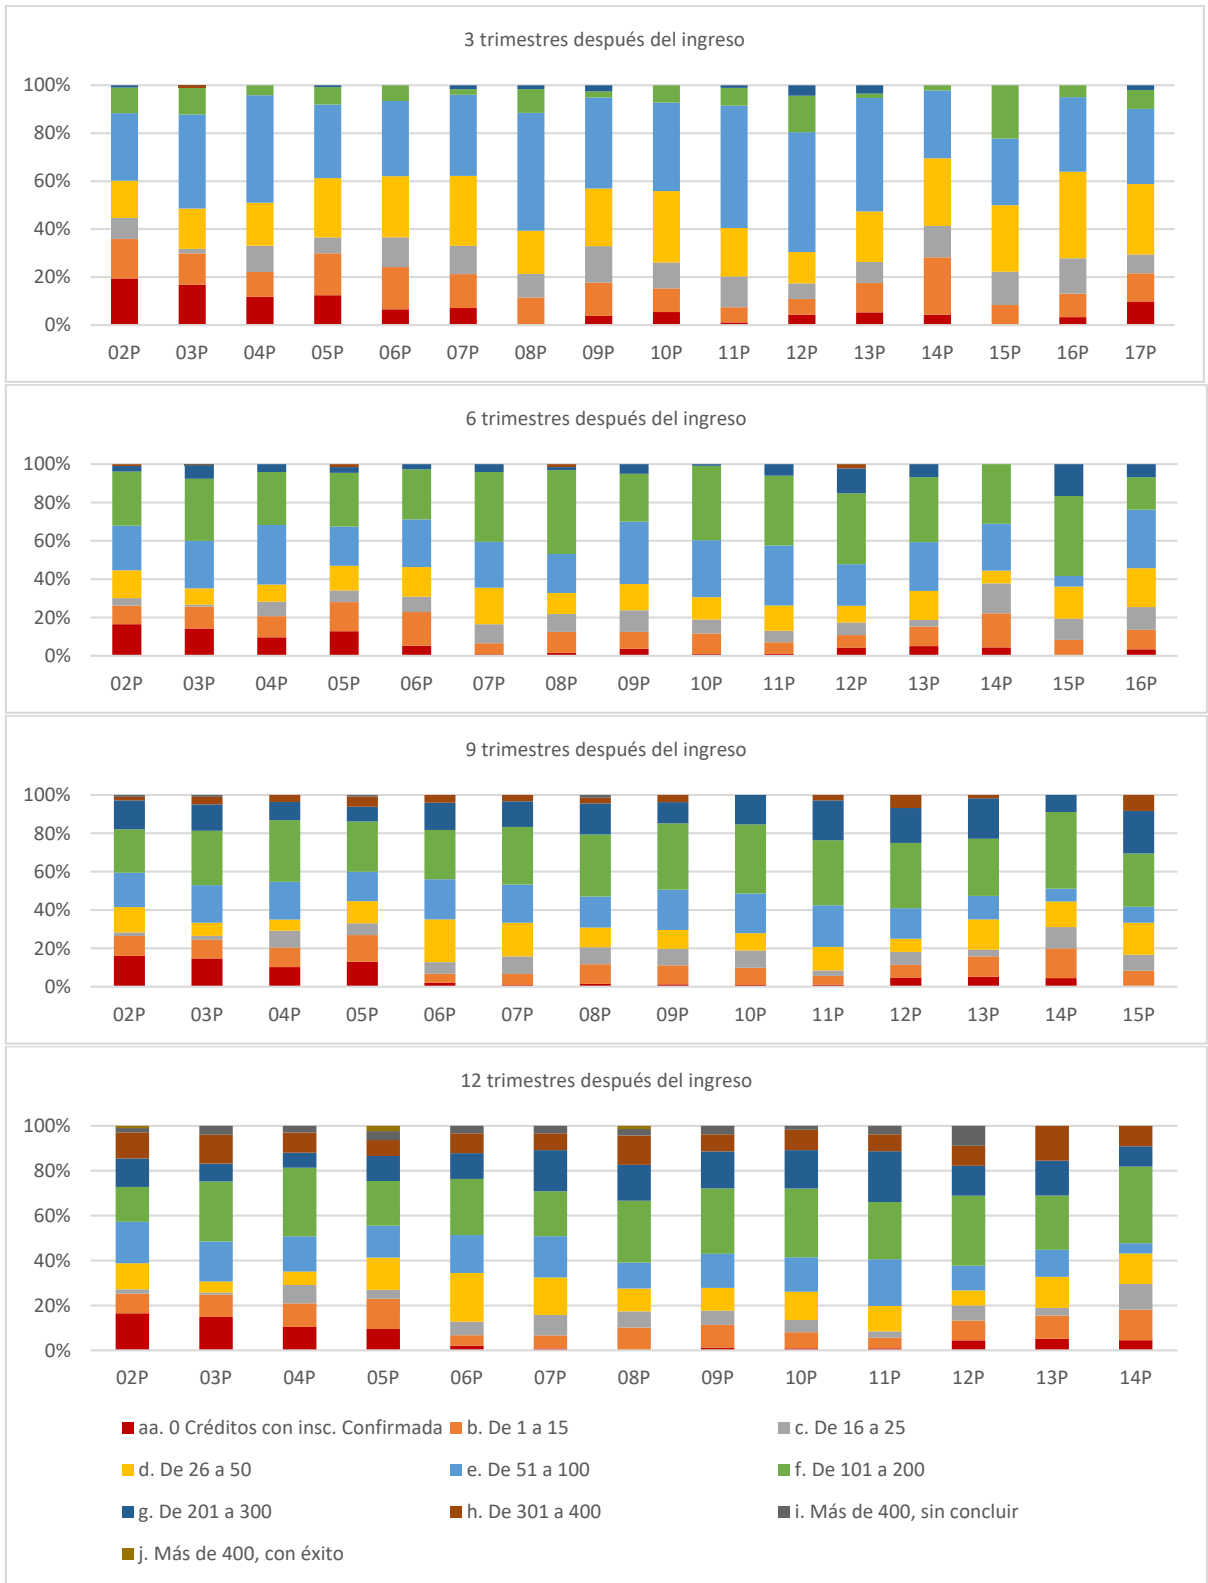 3 trimestres después del ingreso
100%
80%
60%
40%
20%
0%
02P 03P 04P 05P 06P 07P 08P 09P 10P 11P 12P 13P 14P 15P 16P 17P
6 trimestres después del ingreso
100%
80%
60%
40%
20%
0%
02P 03P 04P 05P 06P 07P 08P 09P 10P 11P 12P 13P 14P 15P 16P
9 trimestres después del ingreso
100%
80%
60%
40%
20%
0%
02P 03P 04P 05P 06P 07P 08P 09P 10P 11P 12P 13P 14P 15P
12 trimestres después del ingreso
100%
80%
60%
40%
20%
0%
02P 03P 04P 05P 06P 07P 08P 09P 10P 11P 12P 13P 14P
aa. 0 Créditos con insc. Confirmada b. De 1 a 15 c. De 16 a 25
d. De 26 a 50 e. De 51 a 100 f. De 101 a 200
g. De 201 a 300 h. De 301 a 400 i. Más de 400, sin concluir
j. Más de 400, con éxito